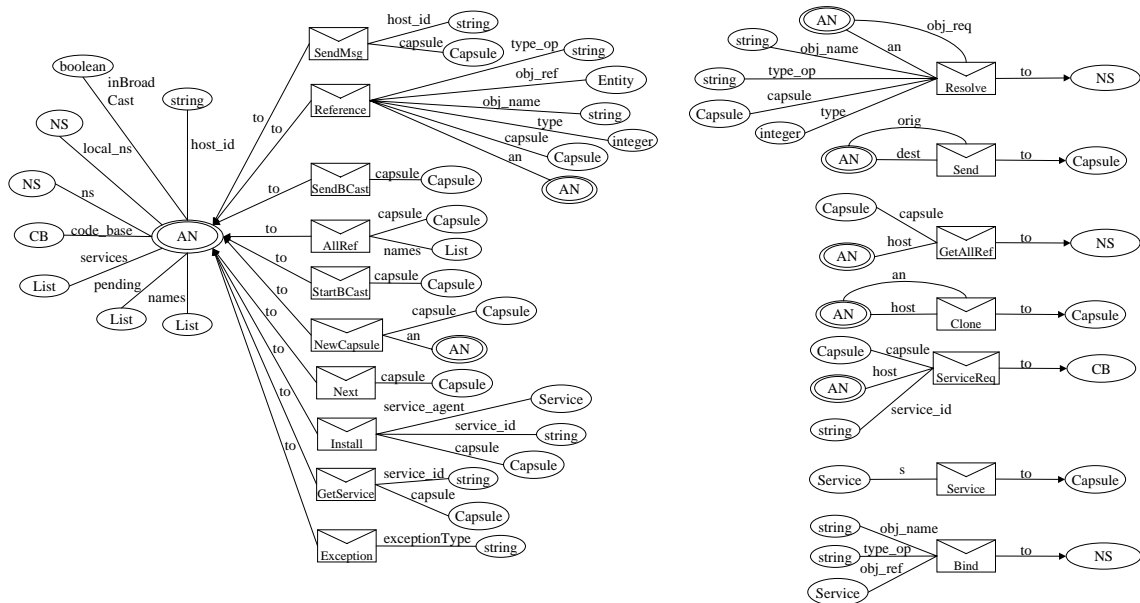 boolean
inBroad
Cast
string
NS
local_ns
host_id
NS
ns
CB
code_base
AN
services
List
pending
names
List
List
to
SendMsg
host_id
string
capsule
Capsule
to
Reference
type_op
string
obj_ref
Entity
obj_name
string
type
integer
capsule
Capsule
an
AN
to
SendBCast
capsule
Capsule
to
AllRef
capsule
Capsule
names
List
to
StartBCast
capsule
Capsule
to
NewCapsule
capsule
Capsule
an
AN
to
Next
capsule
Capsule
to
Install
service_agent
Service
service_id
string
capsule
Capsule
to
GetService
service_id
string
capsule
Capsule
to
Exception
exceptionType
string
AN
obj_req
an
string
obj_name
string
type_op
Capsule
capsule
integer
type
Resolve
to
NS
orig
AN
dest
Send
to
Capsule
Capsule
capsule
AN
host
GetAllRef
to
NS
an
AN
host
Clone
to
Capsule
Capsule
capsule
AN
host
string
service_id
ServiceReq
to
CB
Service
s
Service
to
Capsule
string
obj_name
string
type_op
Service
obj_ref
Bind
to
NS